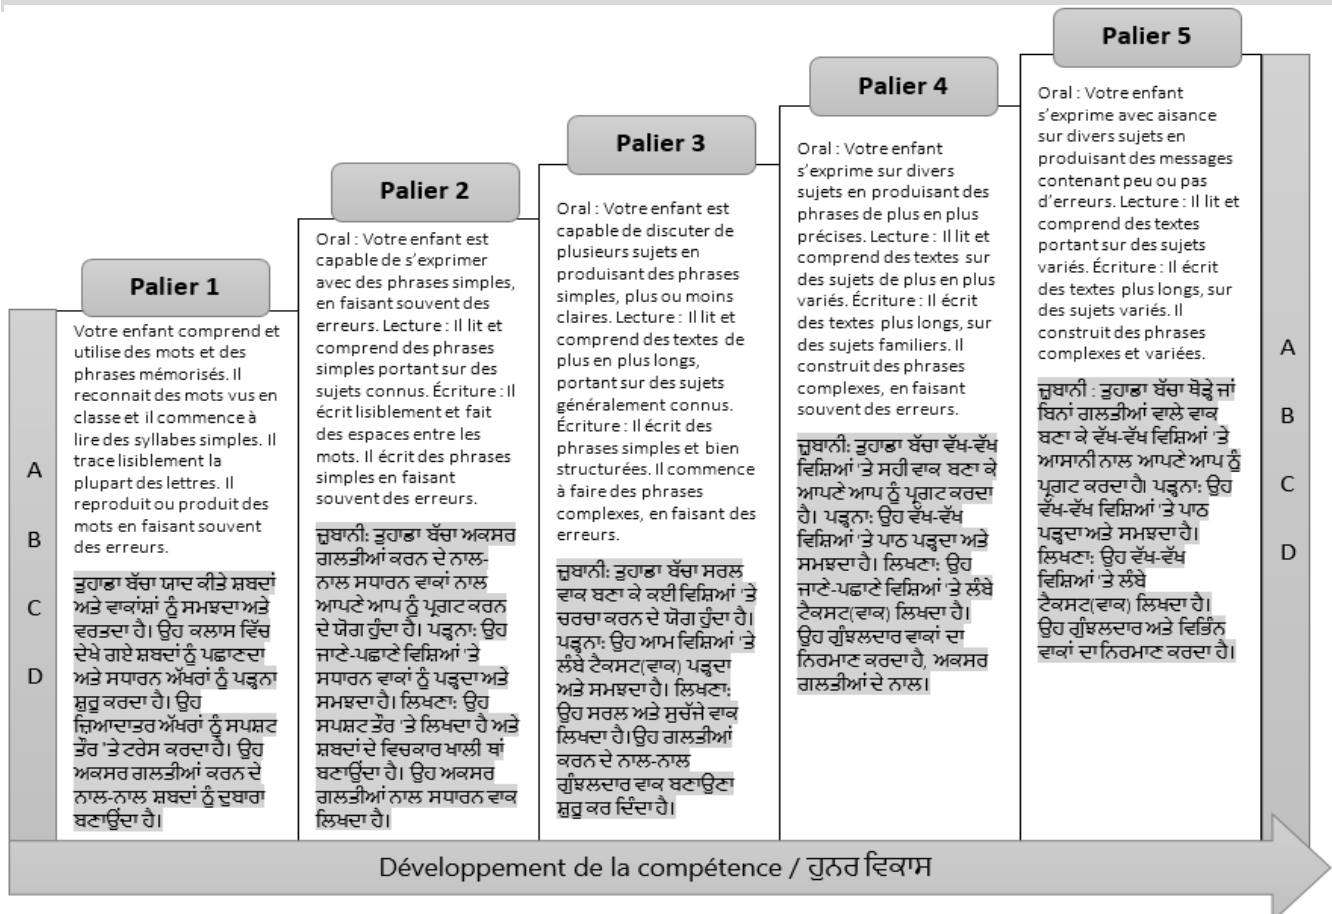 Palier 1
Votre enfant comprend et
utilise des mots et des
phrases mémorisés. Il
reconnait des mots vus en
classe et il commence à
lire des syllabes simples. Il
trace lisiblement la
plupart des lettres. Il
reproduit ou produit des
mots en faisant souvent
des erreurs.
ਤੁਹਾਡਾ ਬੱਚਾ ਯਾਦ ਕੀਤੇ ਸ਼ਬਦਾਂ
ਅਤੇ ਵਾਕਾਂਸ਼ਾਂ ਨੂੰ ਸਮਝਦਾ ਅਤੇ
ਵਰਤਦਾ ਹੈ। ਉਹ ਕਲਾਸ ਵਿੱਚ
ਦੇਖੇ ਗਏ ਸ਼ਬਦਾਂ ਨੂੰ ਪਛਾਣਦਾ
ਅਤੇ ਸਧਾਰਨ ਅੱਖਰਾਂ ਨੂੰ ਪੜ੍ਹਨਾ
ਸ਼ੁਰੂ ਕਰਦਾ ਹੈ। ਉਹ
ਜ਼ਿਆਦਾਤਰ ਅੱਖਰਾਂ ਨੂੰ ਸਪਸ਼ਟ
ਤੌਰ 'ਤੇ ਟਰੇਸ ਕਰਦਾ ਹੈ। ਉਹ
ਅਕਸਰ ਗਲਤੀਆਂ ਕਰਨ ਦੇ
ਨਾਲ-ਨਾਲ ਸ਼ਬਦਾਂ ਨੂੰ ਦੁਬਾਰਾ
ਬਣਾਉਂਦਾ ਹੈ।
Palier 2
Oral : Votre enfant est
capable de s’exprimer
avec des phrases simples,
en faisant souvent des
erreurs. Lecture : Il lit et
comprend des phrases
simples portant sur des
sujets connus. Écriture : Il
écrit lisiblement et fait
des espaces entre les
mots. Il écrit des phrases
simples en faisant
souvent des erreurs.
ਜ਼ੁਬਾਨੀ: ਤੁਹਾਡਾ ਬੱਚਾ ਅਕਸਰ
ਗਲਤੀਆਂ ਕਰਨ ਦੇ ਨਾਲ-
ਨਾਲ ਸਧਾਰਨ ਵਾਕਾਂ ਨਾਲ
ਆਪਣੇ ਆਪ ਨੂੰ ਪ੍ਰਗਟ ਕਰਨ
ਦੇ ਯੋਗ ਹੁੰਦਾ ਹੈ। ਪੜ੍ਹਨਾ: ਉਹ
ਜਾਣੇ-ਪਛਾਣੇ ਵਿਸ਼ਿਆਂ 'ਤੇ
ਸਧਾਰਨ ਵਾਕਾਂ ਨੂੰ ਪੜ੍ਹਦਾ ਅਤੇ
ਸਮਝਦਾ ਹੈ। ਲਿਖਣਾ: ਉਹ
ਸਪਸ਼ਟ ਤੌਰ 'ਤੇ ਲਿਖਦਾ ਹੈ ਅਤੇ
ਸ਼ਬਦਾਂ ਦੇ ਵਿਚਕਾਰ ਖਾਲੀ ਥਾਂ
ਬਣਾਉਂਦਾ ਹੈ। ਉਹ ਅਕਸਰ
ਗਲਤੀਆਂ ਨਾਲ ਸਧਾਰਨ ਵਾਕ
ਲਿਖਦਾ ਹੈ।
Palier 3
Oral : Votre enfant est
capable de discuter de
plusieurs sujets en
produisant des phrases
simples, plus ou moins
claires. Lecture : Il lit et
comprend des textes de
plus en plus longs,
portant sur des sujets
généralement connus.
Écriture : Il écrit des
phrases simples et bien
structurées. Il commence
à faire des phrases
complexes, en faisant des
erreurs.
ਜ਼ੁਬਾਨੀ: ਤੁਹਾਡਾ ਬੱਚਾ ਸਰਲ
ਵਾਕ ਬਣਾ ਕੇ ਕਈ ਵਿਸ਼ਿਆਂ 'ਤੇ
ਚਰਚਾ ਕਰਨ ਦੇ ਯੋਗ ਹੁੰਦਾ ਹੈ।
ਪੜ੍ਹਨਾ: ਉਹ ਆਮ ਵਿਸ਼ਿਆਂ 'ਤੇ
ਲੰਬੇ ਟੈਕਸਟ(ਵਾਕ) ਪੜ੍ਹਦਾ
ਅਤੇ ਸਮਝਦਾ ਹੈ। ਲਿਖਣਾ:
ਉਹ ਸਰਲ ਅਤੇ ਸੁਚੱਜੇ ਵਾਕ
ਲਿਖਦਾ ਹੈ।ਉਹ ਗਲਤੀਆਂ
ਕਰਨ ਦੇ ਨਾਲ-ਨਾਲ
ਗੁੰਝਲਦਾਰ ਵਾਕ ਬਣਾਉਣਾ
ਸ਼ੁਰੂ ਕਰ ਦਿੰਦਾ ਹੈ।
Palier 4
Oral : Votre enfant
s’exprime sur divers
sujets en produisant des
phrases de plus en plus
précises. Lecture : Il lit et
comprend des textes sur
des sujets de plus en plus
variés. Écriture : Il écrit
des textes plus longs, sur
des sujets familiers. Il
construit des phrases
complexes, en faisant
souvent des erreurs.
ਜ਼ੁਬਾਨੀ: ਤੁਹਾਡਾ ਬੱਚਾ ਵੱਖ-ਵੱਖ
ਵਿਸ਼ਿਆਂ 'ਤੇ ਸਹੀ ਵਾਕ ਬਣਾ ਕੇ
ਆਪਣੇ ਆਪ ਨੂੰ ਪ੍ਰਗਟ ਕਰਦਾ
ਹੈ। ਪੜ੍ਹਨਾ: ਉਹ ਵੱਖ-ਵੱਖ
ਵਿਸ਼ਿਆਂ 'ਤੇ ਪਾਠ ਪੜ੍ਹਦਾ ਅਤੇ
ਸਮਝਦਾ ਹੈ। ਲਿਖਣਾ: ਉਹ
ਜਾਣੇ-ਪਛਾਣੇ ਵਿਸ਼ਿਆਂ 'ਤੇ ਲੰਬੇ
ਟੈਕਸਟ(ਵਾਕ) ਲਿਖਦਾ ਹੈ।
ਉਹ ਗੁੰਝਲਦਾਰ ਵਾਕਾਂ ਦਾ
ਨਿਰਮਾਣ ਕਰਦਾ ਹੈ, ਅਕਸਰ
ਗਲਤੀਆਂ ਦੇ ਨਾਲ।
Palier 5
Oral : Votre enfant
s’exprime avec aisance
sur divers sujets en
produisant des messages
contenant peu ou pas
d’erreurs. Lecture : Il lit et
comprend des textes
portant sur des sujets
variés. Écriture : Il écrit
des textes plus longs, sur
des sujets variés. Il
construit des phrases
complexes et variées.
ਜ਼ੁਬਾਨੀ : ਤੁਹਾਡਾ ਬੱਚਾ ਥੋੜ੍ਹੇ ਜਾਂ
ਬਿਨਾਂ ਗਲਤੀਆਂ ਵਾਲੇ ਵਾਕ
ਬਣਾ ਕੇ ਵੱਖ-ਵੱਖ ਵਿਸ਼ਿਆਂ 'ਤੇ
ਆਸਾਨੀ ਨਾਲ ਆਪਣੇ ਆਪ ਨੂੰ
ਪ੍ਰਗਟ ਕਰਦਾ ਹੈ। ਪੜ੍ਹਨਾ: ਉਹ
ਵੱਖ-ਵੱਖ ਵਿਸ਼ਿਆਂ 'ਤੇ ਪਾਠ
ਪੜ੍ਹਦਾ ਅਤੇ ਸਮਝਦਾ ਹੈ।
ਲਿਖਣਾ: ਉਹ ਵੱਖ-ਵੱਖ
ਵਿਸ਼ਿਆਂ 'ਤੇ ਲੰਬੇ
ਟੈਕਸਟ(ਵਾਕ) ਲਿਖਦਾ ਹੈ।
ਉਹ ਗੁੰਝਲਦਾਰ ਅਤੇ ਵਿਭਿੰਨ
ਵਾਕਾਂ ਦਾ ਨਿਰਮਾਣ ਕਰਦਾ ਹੈ।
A
B
C
D
A
B
C
D
Développement de la compétence / ਹੁਨਰ ਵਿਕਾਸ